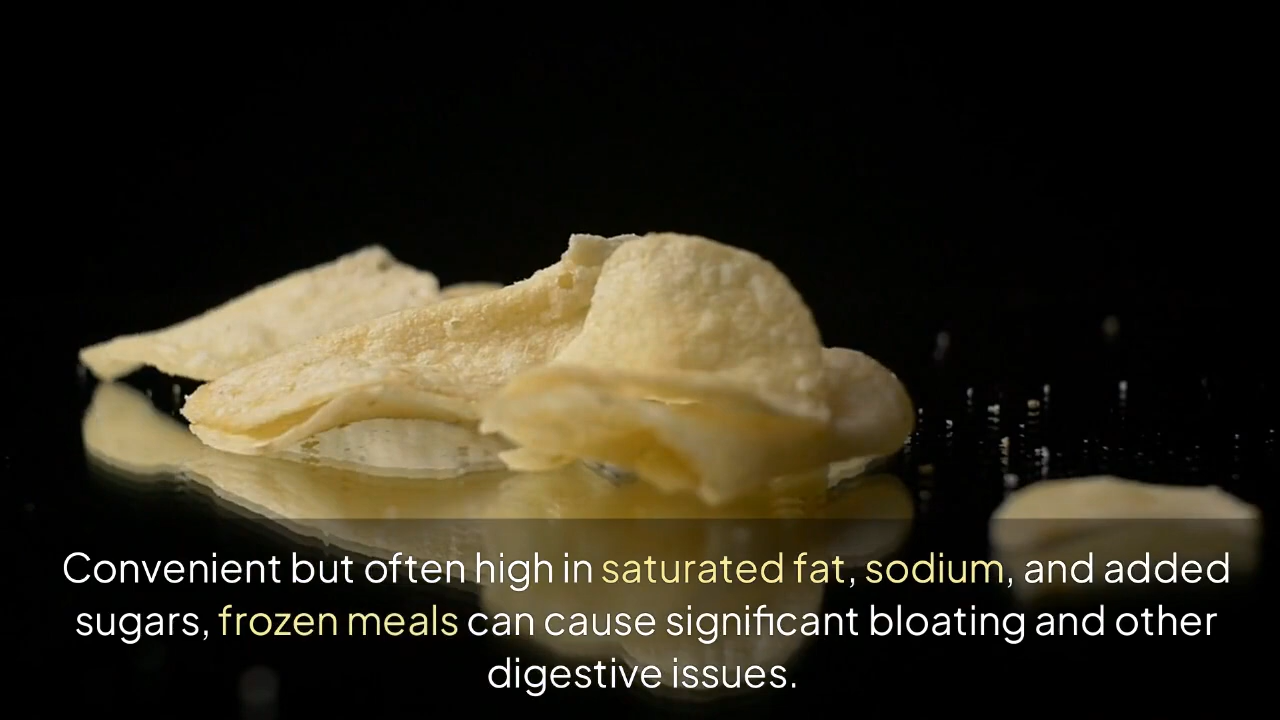 Convenient but often high in saturated fat, sodium, and added
sugars, frozen meals can cause significant bloating and other
digestive issues.